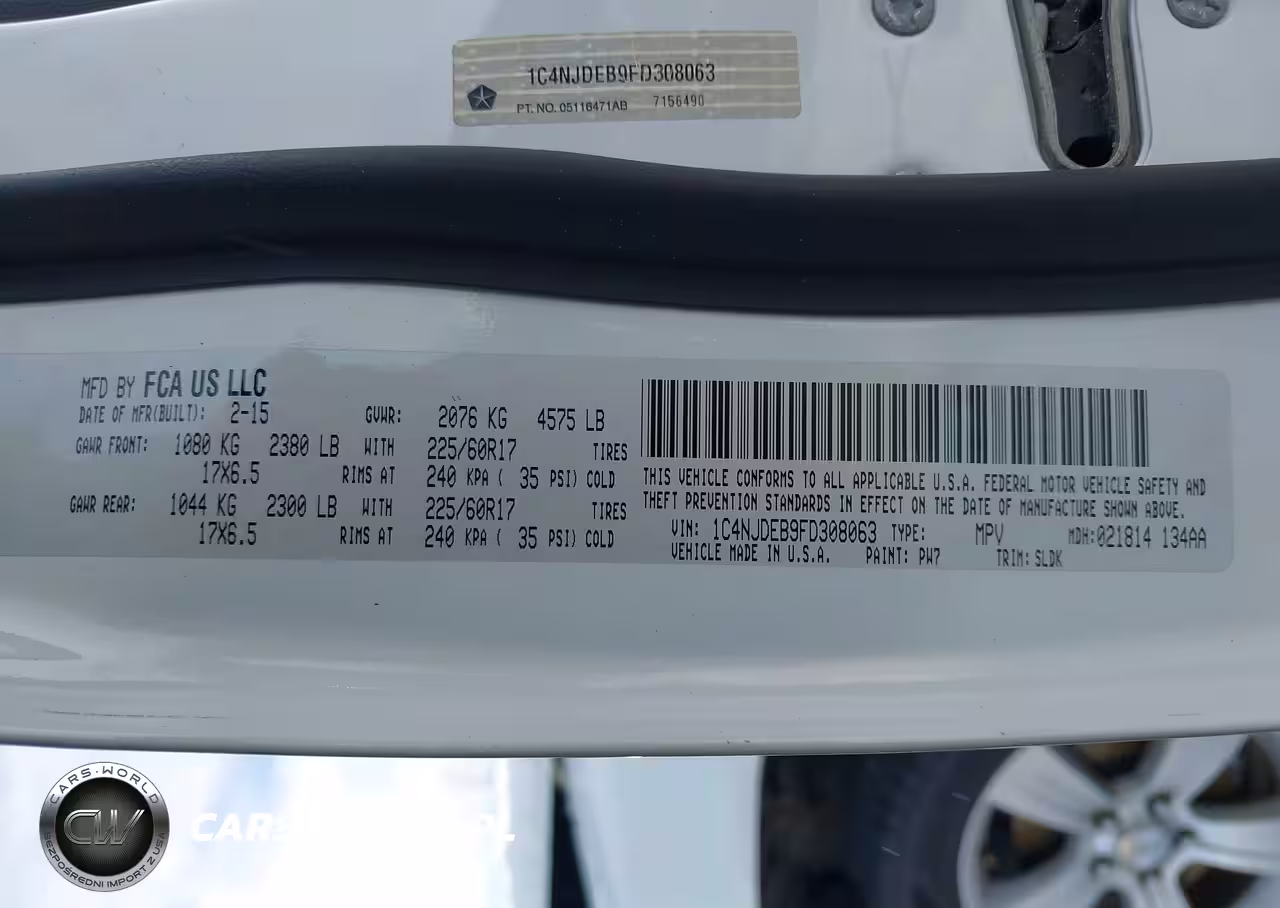 1C4NJDEB9FD308063
PT. NO. 05116471AB 7156490
MFD BY FCA US LLC
DATE OF MFR(BUILT): 2-15 GVWR: 2076 KG 4575 LB
GAWR FRONT: 1080 KG 2380 LB WITH 225/60R17 TIRES
17X6.5 RIMS AT 240 KPA ( 35 PSI) COLD
GAWR REAR: 1044 KG 2300 LB WITH 225/60R17 TIRES
17X6.5 RIMS AT 240 KPA ( 35 PSI) COLD
THIS VEHICLE CONFORMS TO ALL APPLICABLE U.S.A. FEDERAL MOTOR VEHICLE SAFETY AND
THEFT PREVENTION STANDARDS IN EFFECT ON THE DATE OF MANUFACTURE SHOWN ABOVE.
VIN: 1C4NJDEB9FD308063 TYPE: MPV MDH:021814 134AA
VEHICLE MADE IN U.S.A. PAINT: PW7 TRIM: SLDK
CARS-WORLD
CW
BEZPOŚREDNI IMPORT Z USA